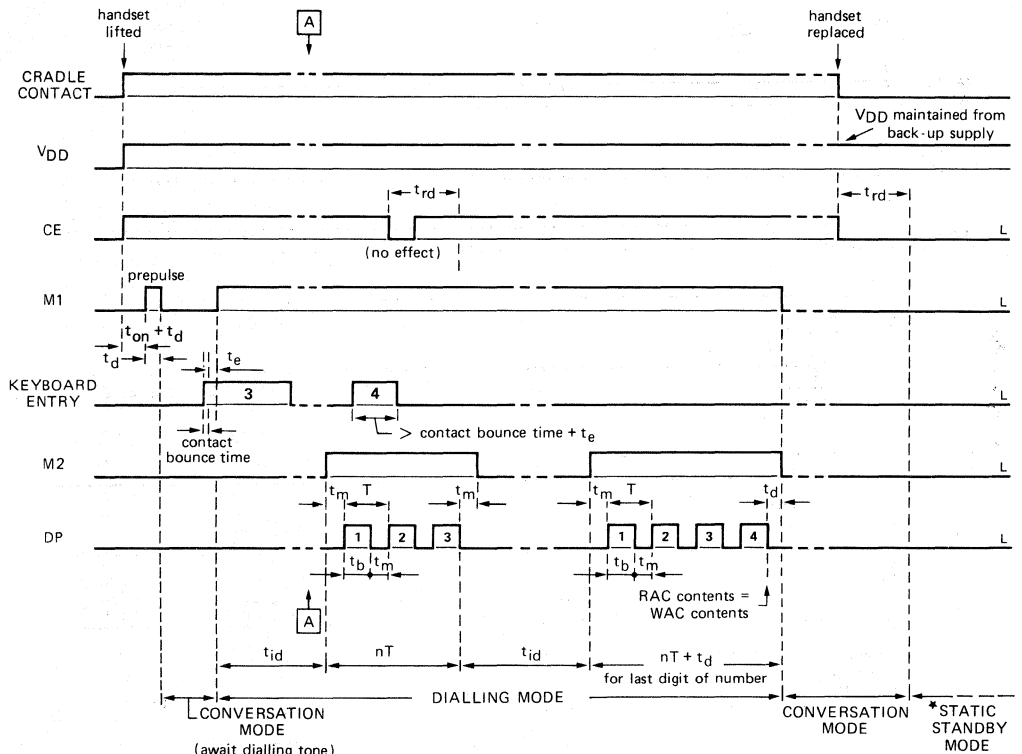 handset
lifted
A
handset
replaced
CRADLE
CONTACT
VDD maintained from
back-up supply
VDD
trd
trd
CE
L
(no effect)
prepulse
M1
L
ton + td
td
te
KEYBOARD
ENTRY
3
4
> contact bounce time + te
contact
bounce time
M2
L
tm
T
tm
tm
T
td
DP
1
2
3
1
2
3
4
L
tb
tm
tb
tm
RAC contents =
WAC contents
A
tid
nT
tid
nT + td
for last digit of number
DIALLING MODE
CONVERSATION
MODE
(await dialling tone)
CONVERSATION
MODE
*STATIC
STANDBY
MODE